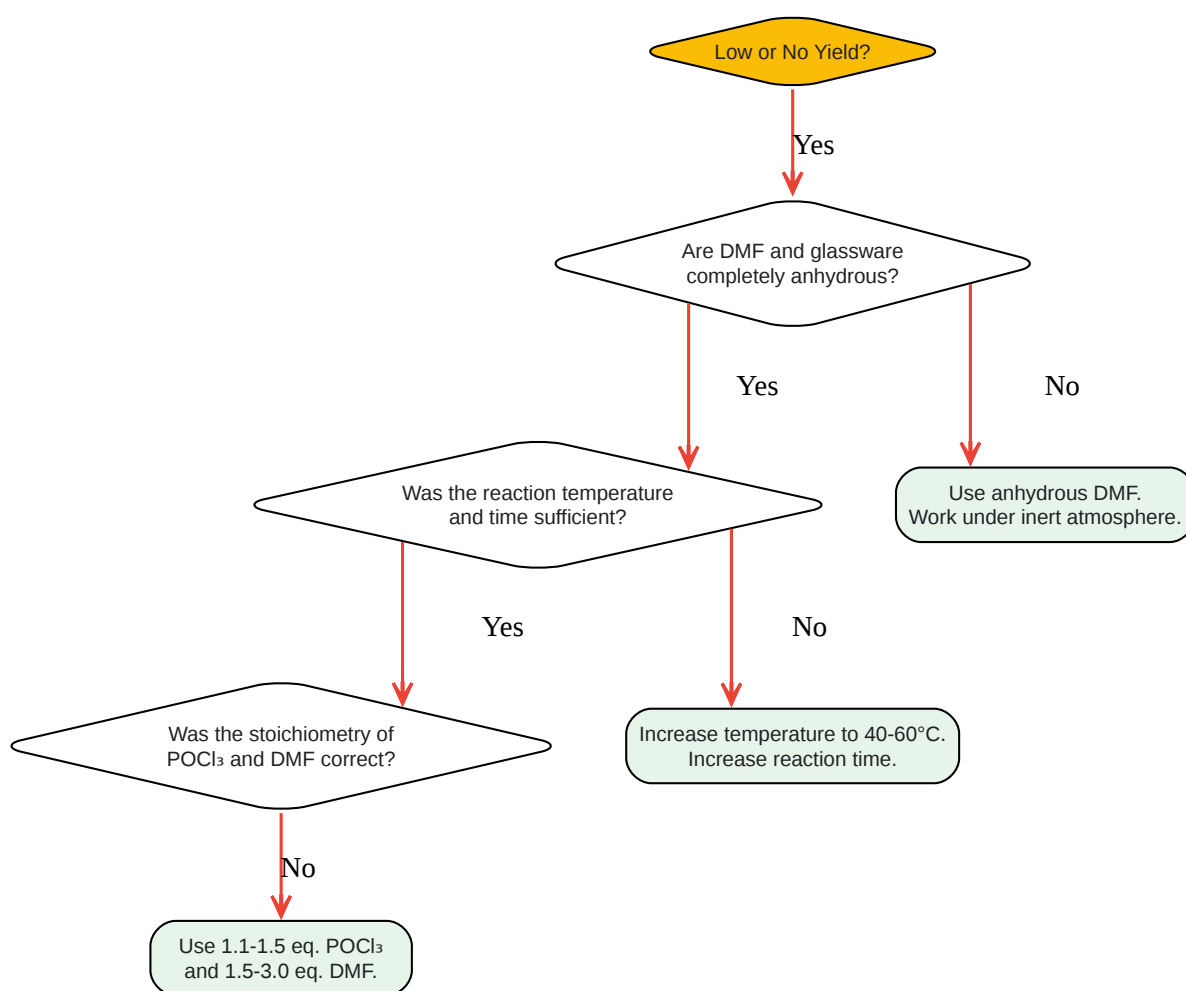 Low or No Yield?
Yes
Are DMF and glassware
completely anhydrous?
Yes
No
Was the reaction temperature
and time sufficient?
Use anhydrous DMF.
Work under inert atmosphere.
Yes
No
Was the stoichiometry of
POCl₃ and DMF correct?
Increase temperature to 40-60°C.
Increase reaction time.
No
Use 1.1-1.5 eq. POCl₃
and 1.5-3.0 eq. DMF.